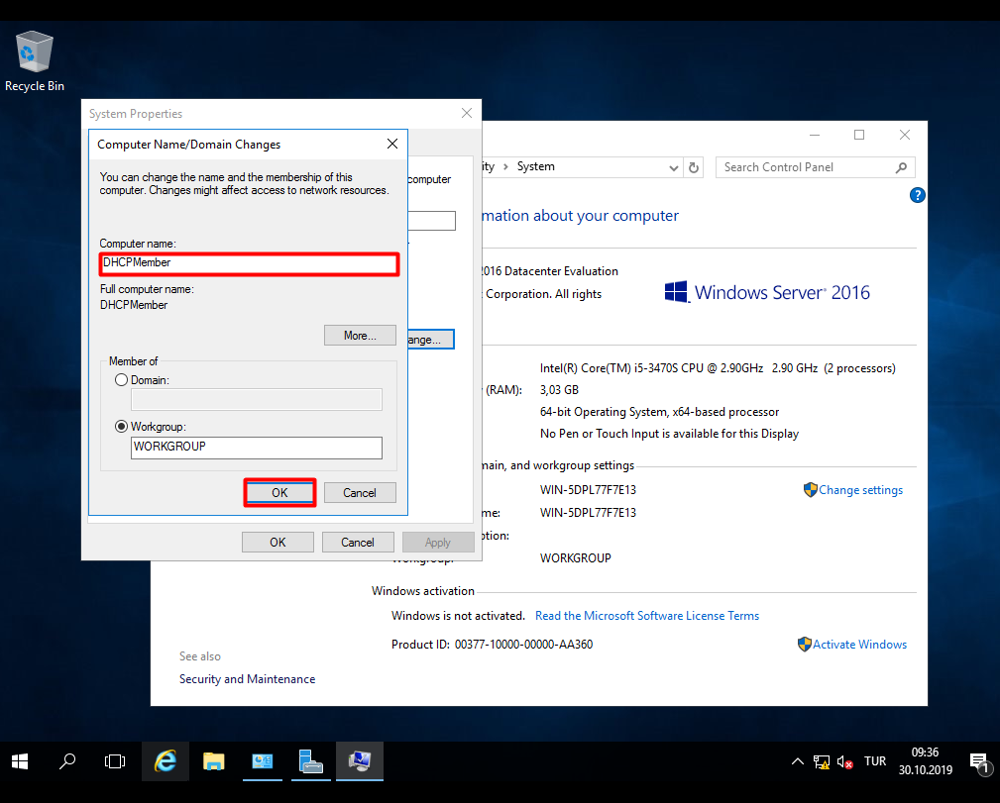 Recycle Bin
System Properties
Computer Name/Domain Changes
You can change the name and the membership of this
computer. Changes might affect access to network resources.
Computer name:
DHCPMember
Full computer name:
DHCPMember
More...
Member of
Domain:
Workgroup:
WORKGROUP
OK
Cancel
computer
ange...
OK
Cancel
Apply
ity > System
Search Control Panel
?
mation about your computer
2016 Datacenter Evaluation
Corporation. All rights
Windows Server® 2016
Intel(R) Core(TM) i5-3470S CPU @ 2.90GHz 2.90 GHz (2 processors)
(RAM): 3,03 GB
64-bit Operating System, x64-based processor
No Pen or Touch Input is available for this Display
main, and workgroup settings
WIN-5DPL77F7E13
Change settings
me: WIN-5DPL77F7E13
ption:
Workgroup: WORKGROUP
Windows activation
Windows is not activated. Read the Microsoft Software License Terms
Product ID: 00377-10000-00000-AA360
Activate Windows
See also
Security and Maintenance
TUR
09:36
30.10.2019
1